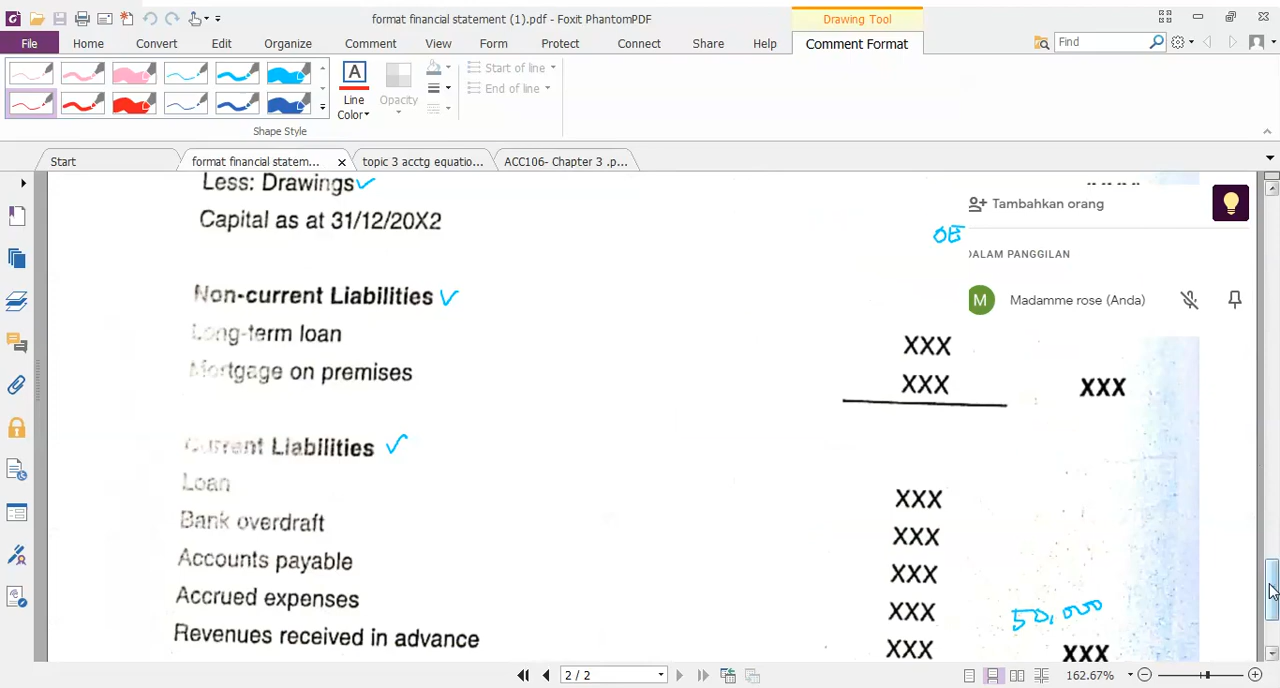 format financial statement (1).pdf - Foxit PhantomPDF
Drawing Tool
File Home Convert Edit Organize Comment View Form Protect Connect Share Help Comment Format Find
Line Color
Opacity
Start of line
End of line
Shape Style
Start
format financial statem...
topic 3 acctg equatio...
ACC106- Chapter 3 .p...
Less: Drawings ✓
Tambahkan orang
Capital as at 31/12/20X2
OE
DALAM PANGGILAN
Non-current Liabilities ✓
M Madamme rose (Anda)
Long-term loan XXX
Mortgage on premises XXX XXX
Current Liabilities ✓
Loan XXX
Bank overdraft XXX
Accounts payable XXX
Accrued expenses XXX 50,000
Revenues received in advance XXX XXX
2 / 2
162.67%